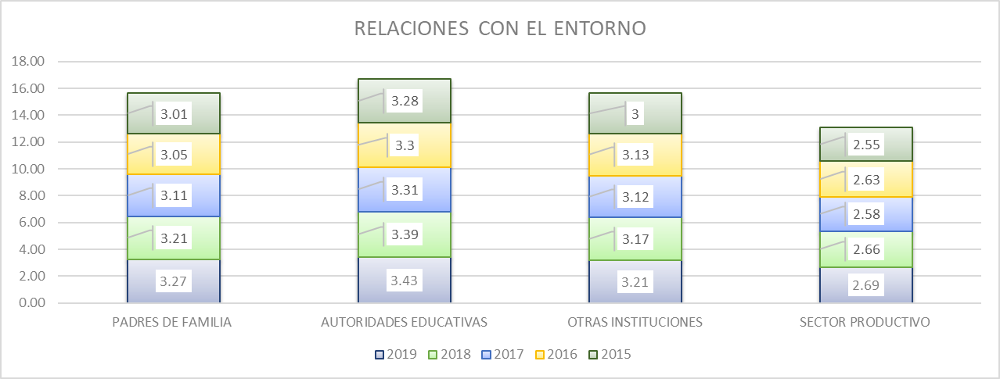 RELACIONES CON EL ENTORNO
18.00
16.00
14.00
12.00
10.00
8.00
6.00
4.00
2.00
0.00
3.01 3.28 3 2.55
3.05 3.3 3.13 2.63
3.11 3.31 3.12 2.58
3.21 3.39 3.17 2.66
3.27 3.43 3.21 2.69
PADRES DE FAMILIA AUTORIDADES EDUCATIVAS OTRAS INSTITUCIONES SECTOR PRODUCTIVO
2019 2018 2017 2016 2015